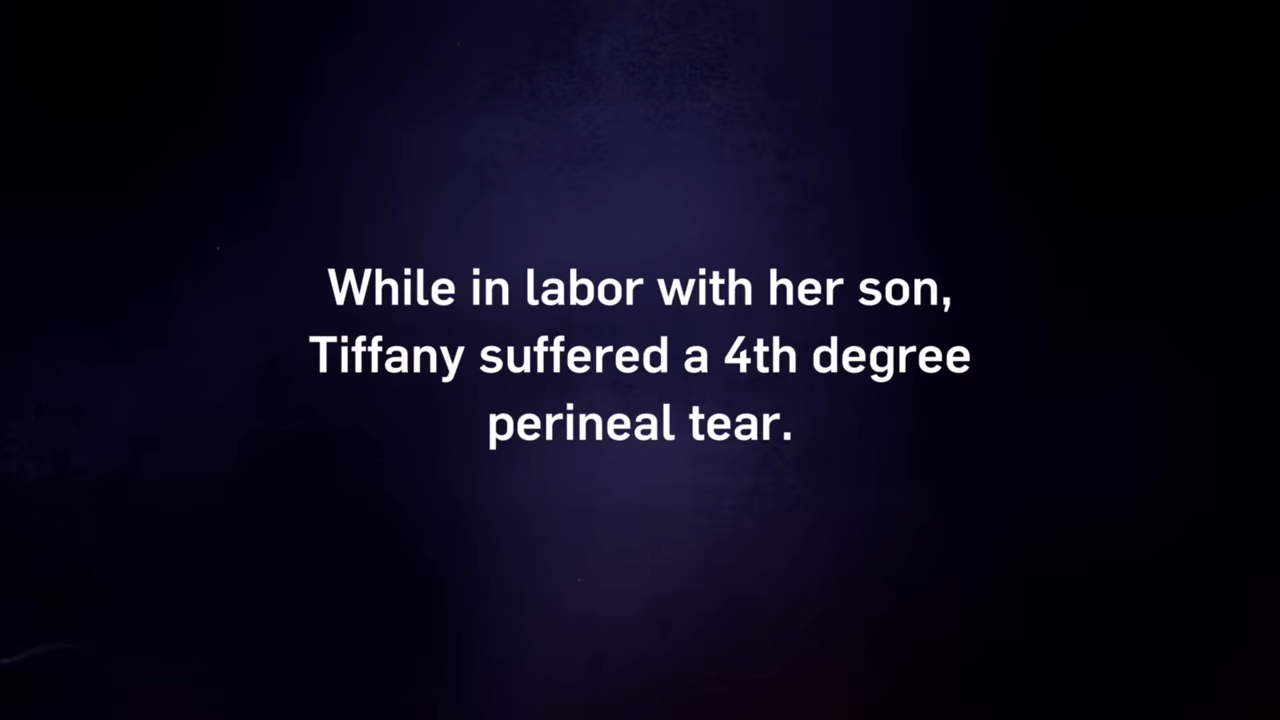 While in labor with her son,
Tiffany suffered a 4th degree
perineal tear.